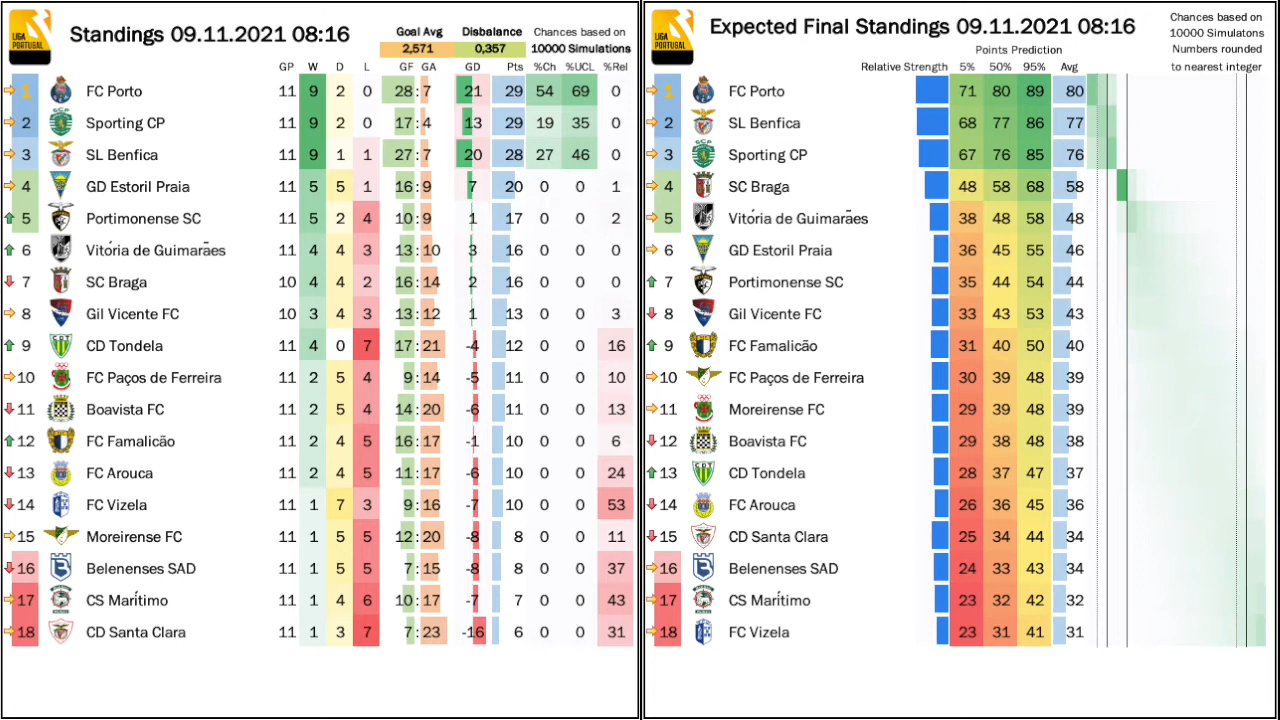 LIGA PORTUGAL
Standings 09.11.2021 08:16
Goal Avg Disbalance Chances based on
2,571 0,357 10000 Simulations
GP W D L GF GA GD Pts %Ch %UCL %Rel
1 FC Porto 11 9 2 0 28 : 7 21 29 54 69 0
2 Sporting CP 11 9 2 0 17 : 4 13 29 19 35 0
3 SL Benfica 11 9 1 1 27 : 7 20 28 27 46 0
4 GD Estoril Praia 11 5 5 1 16 : 9 7 20 0 0 1
5 Portimonense SC 11 5 2 4 10 : 9 1 17 0 0 2
6 Vitória de Guimarães 11 4 4 3 13 : 10 3 16 0 0 0
7 SC Braga 10 4 4 2 16 : 14 2 16 0 0 0
8 Gil Vicente FC 10 3 4 3 13 : 12 1 13 0 0 3
9 CD Tondela 11 4 0 7 17 : 21 -4 12 0 0 16
10 FC Paços de Ferreira 11 2 5 4 9 : 14 -5 11 0 0 10
11 Boavista FC 11 2 5 4 14 : 20 -6 11 0 0 13
12 FC Famalicão 11 2 4 5 16 : 17 -1 10 0 0 6
13 FC Arouca 11 2 4 5 11 : 17 -6 10 0 0 24
14 FC Vizela 11 1 7 3 9 : 16 -7 10 0 0 53
15 Moreirense FC 11 1 5 5 12 : 20 -8 8 0 0 11
16 Belenenses SAD 11 1 5 5 7 : 15 -8 8 0 0 37
17 CS Marítimo 11 1 4 6 10 : 17 -7 7 0 0 43
18 CD Santa Clara 11 1 3 7 7 : 23 -16 6 0 0 31
LIGA PORTUGAL
Expected Final Standings 09.11.2021 08:16
Chances based on
10000 Simulatons
Numbers rounded
to nearest integer
Points Prediction
Relative Strength 5% 50% 95% Avg
1 FC Porto 71 80 89 80
2 SL Benfica 68 77 86 77
3 Sporting CP 67 76 85 76
4 SC Braga 48 58 68 58
5 Vitória de Guimarães 38 48 58 48
6 GD Estoril Praia 36 45 55 46
7 Portimonense SC 35 44 54 44
8 Gil Vicente FC 33 43 53 43
9 FC Famalicão 31 40 50 40
10 FC Paços de Ferreira 30 39 48 39
11 Moreirense FC 29 39 48 39
12 Boavista FC 29 38 48 38
13 CD Tondela 28 37 47 37
14 FC Arouca 26 36 45 36
15 CD Santa Clara 25 34 44 34
16 Belenenses SAD 24 33 43 34
17 CS Marítimo 23 32 42 32
18 FC Vizela 23 31 41 31